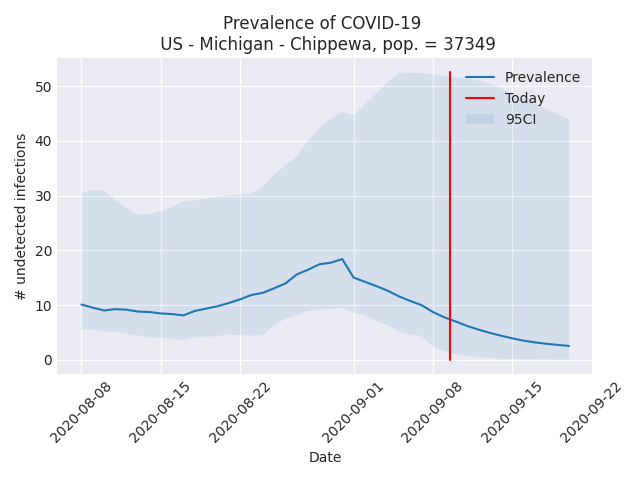 Prevalence of COVID-19
US - Michigan - Chippewa, pop. = 37349
# undetected infections
50
40
30
20
10
0
Prevalence
Today
95CI
2020-08-08
2020-08-15
2020-08-22
2020-09-01
2020-09-08
2020-09-15
2020-09-22
Date